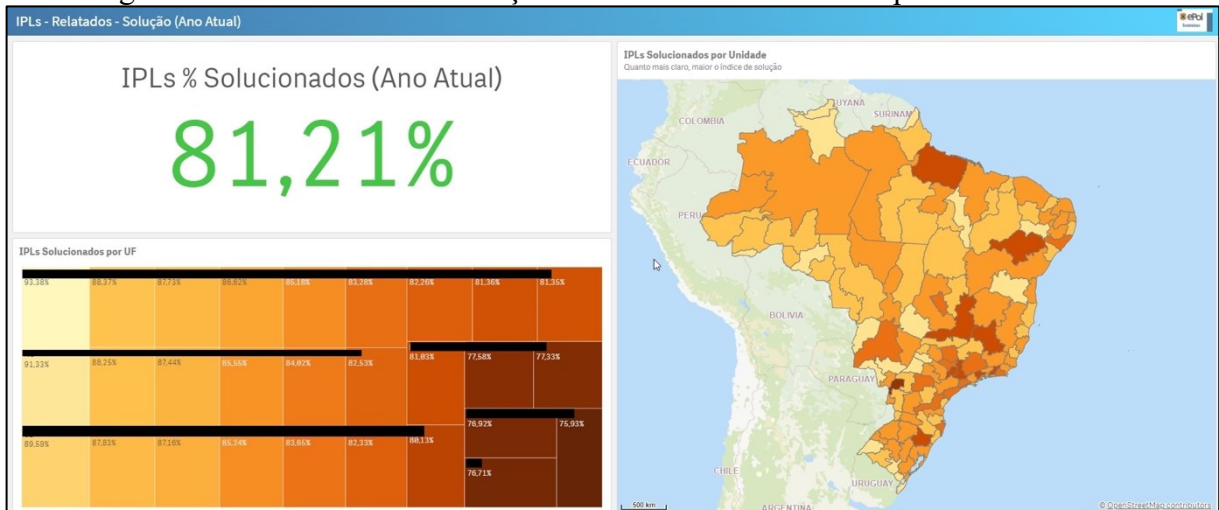 IPLs - Relatados - Solução (Ano Atual)
ePol
IPLs % Solucionados (Ano Atual)
81,21%
IPLs Solucionados por UF
93,38% 88,37% 87,73% 86,82% 85,18% 83,28% 82,26% 81,36% 81,35%
91,33% 88,25% 87,44% 85,55% 84,02% 82,53% 81,03% 77,58% 77,33%
89,59% 87,83% 87,16% 85,24% 83,65% 82,33% 80,13% 76,92% 75,93%
76,71%
IPLs Solucionados por Unidade
Quanto mais claro, maior o índice de solução
COLOMBIA
GUYANA
SURINAM
ECUADOR
PERU
BOLIVIA
PARAGUAY
CHILE
URUGUAY
ARGENTINA
500 km
© OpenStreetMap contributors